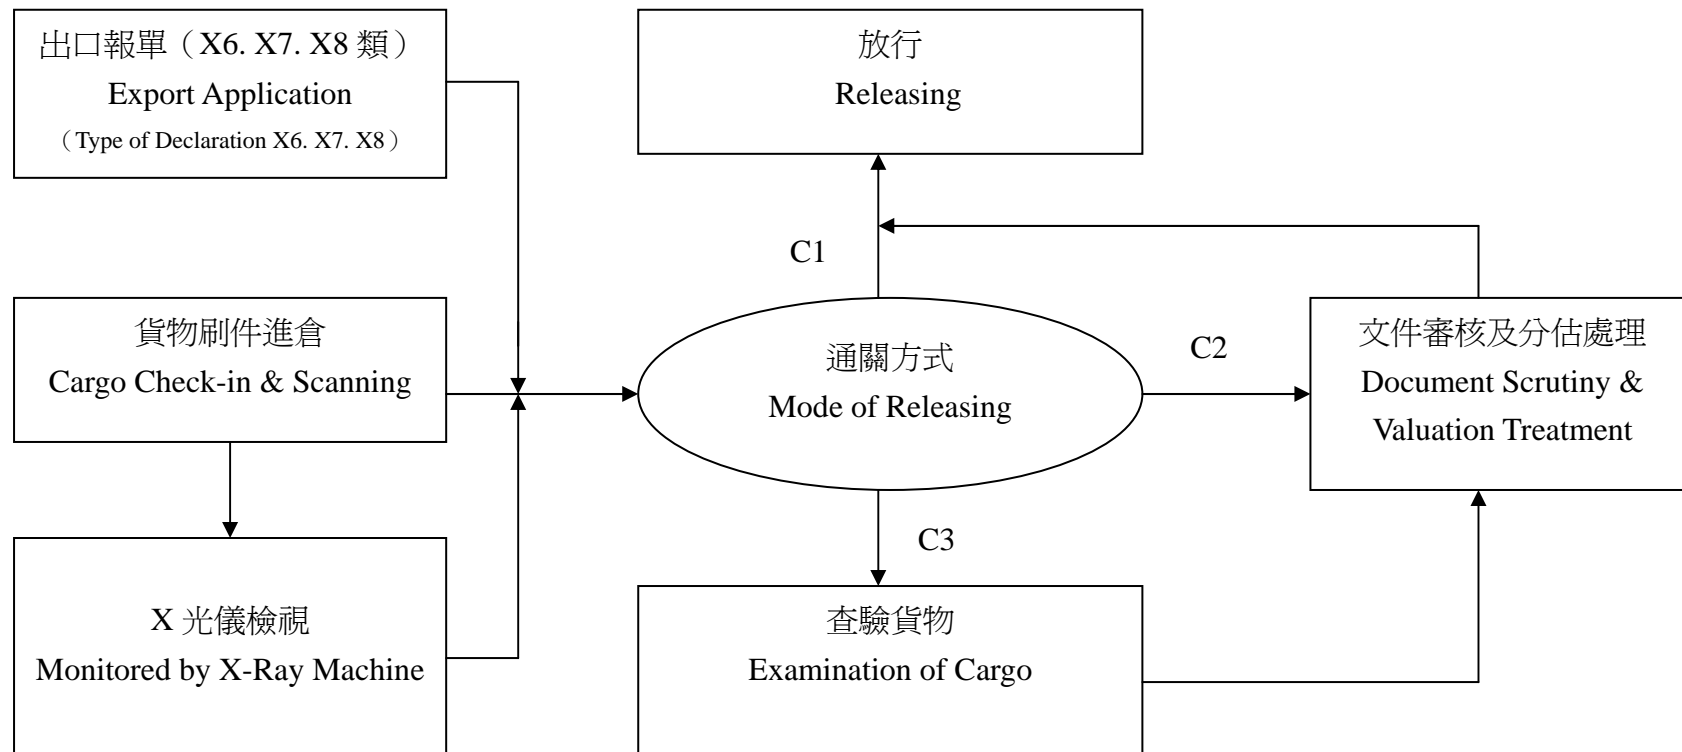 出口報單（X6. X7. X8 類）
Export Application
（Type of Declaration X6. X7. X8）
放行
Releasing
C1
貨物刷件進倉
Cargo Check-in & Scanning
通關方式
Mode of Releasing
C2
文件審核及分估處理
Document Scrutiny &
Valuation Treatment
C3
X 光儀檢視
Monitored by X-Ray Machine
查驗貨物
Examination of Cargo